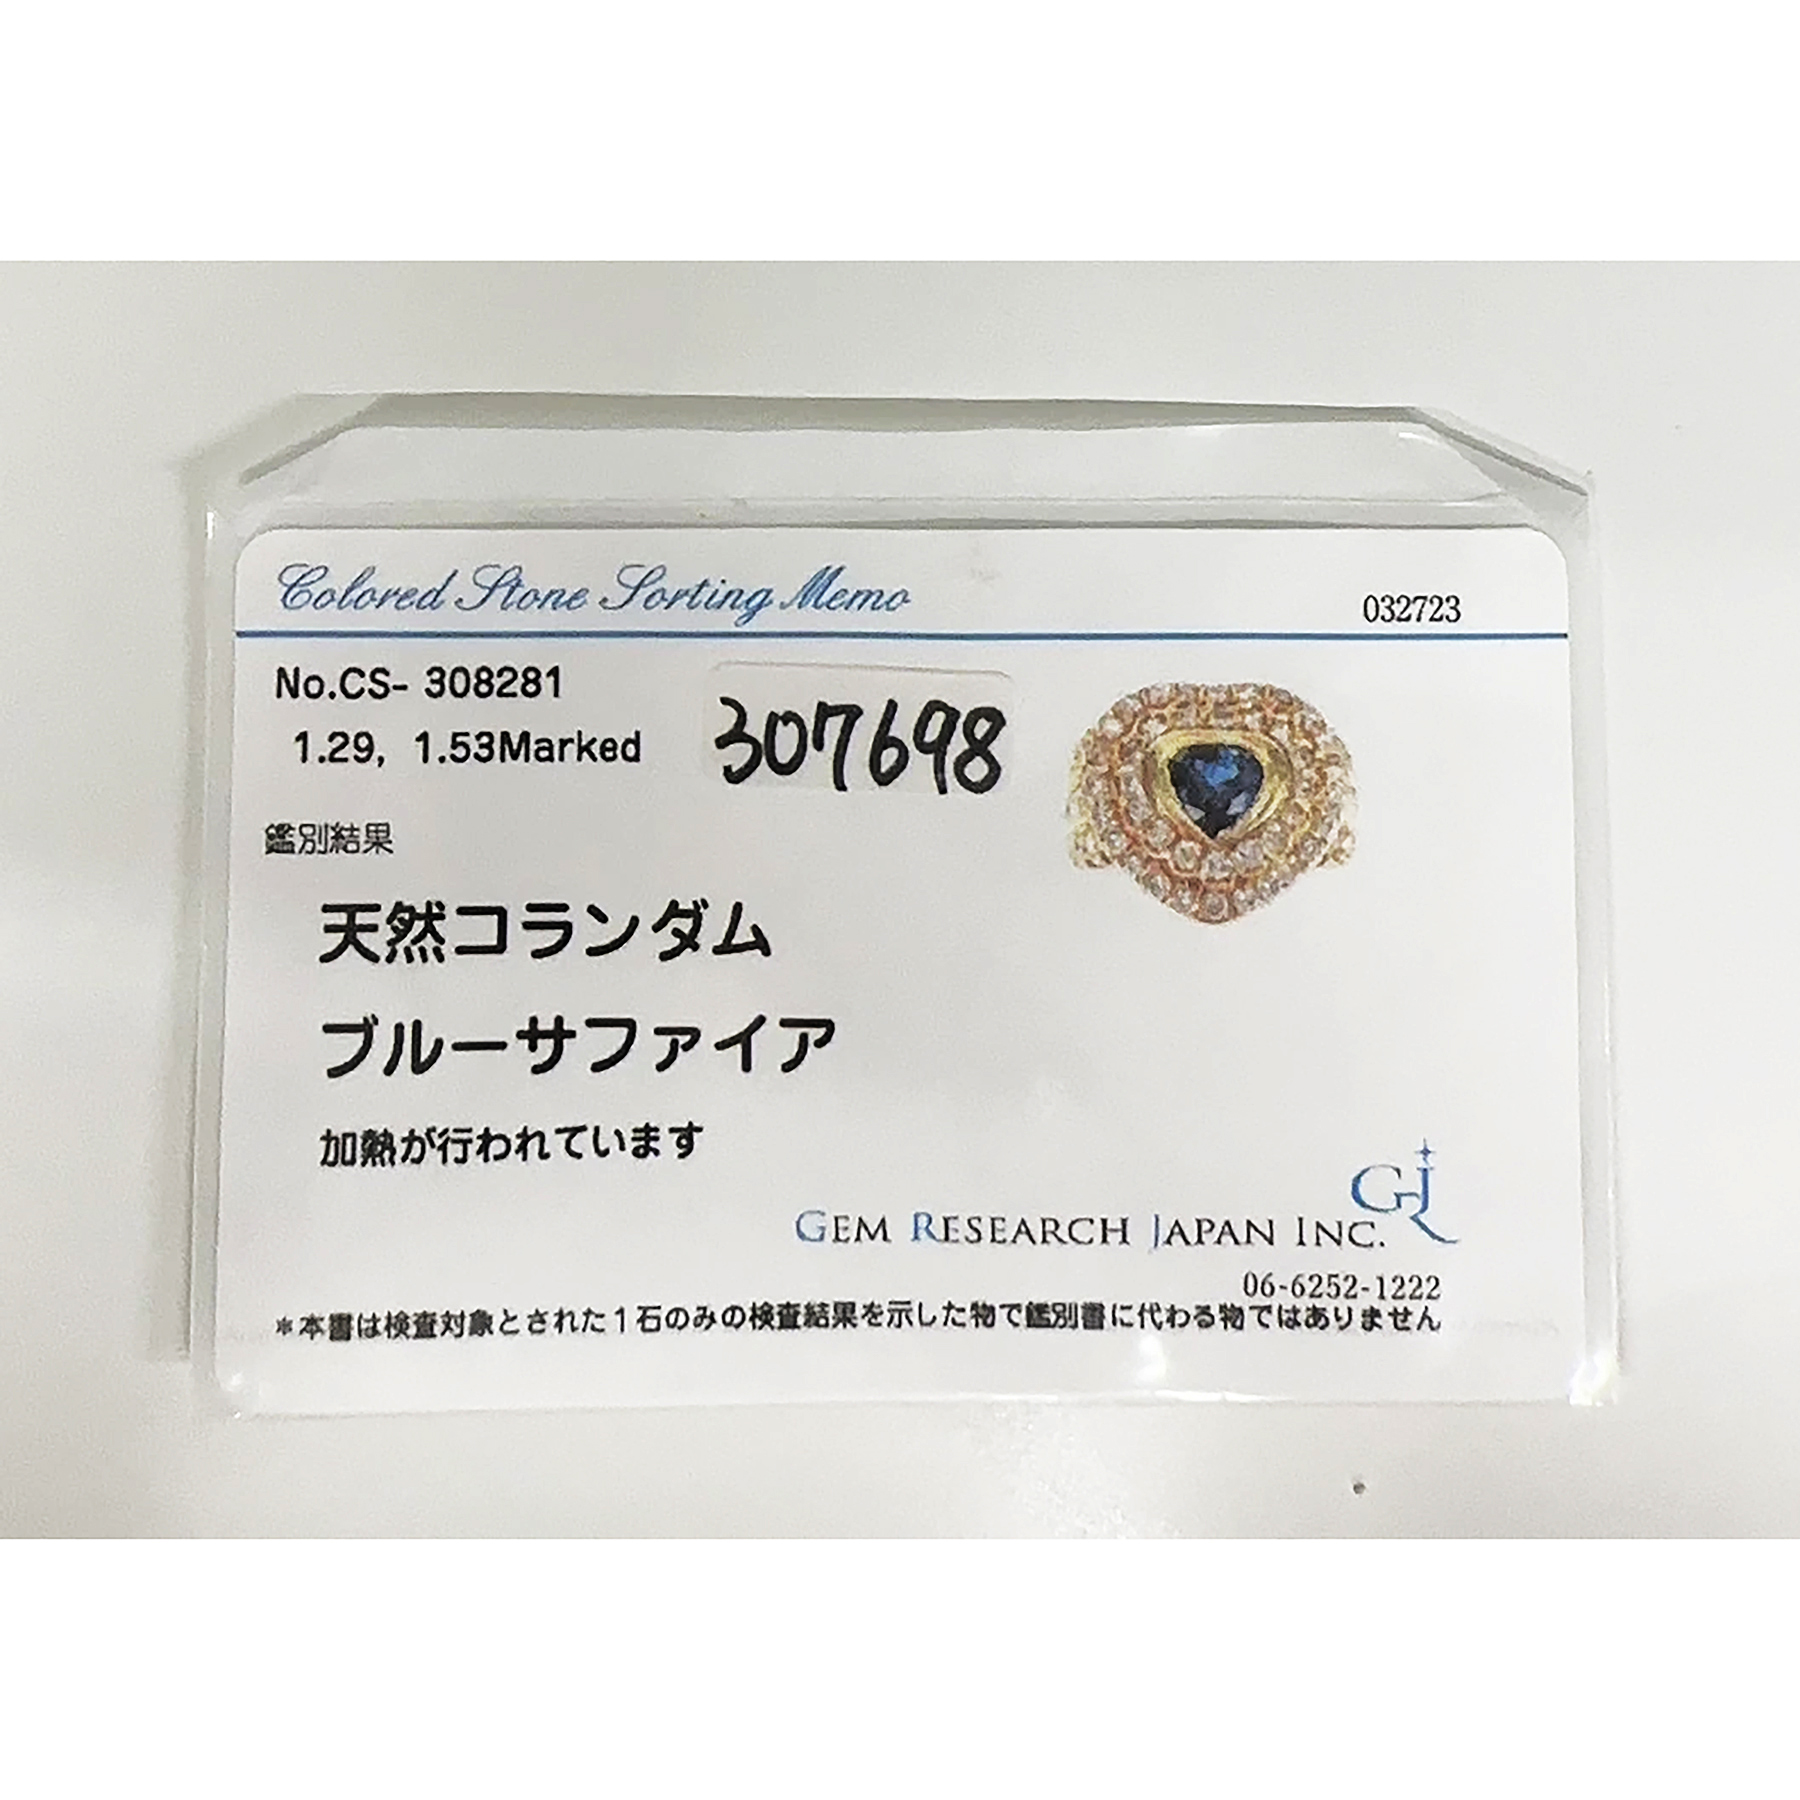 Colored Stone Sorting Memo
032723
No.CS- 308281
1.29, 1.53Marked
307698
鑑別結果
天然コランダム
ブルーサファイア
加熱が行われています
GJR
GEM RESEARCH JAPAN INC.
06-6252-1222
*本書は検査対象とされた1石のみの検査結果を示した物で鑑別書に代わる物ではありません